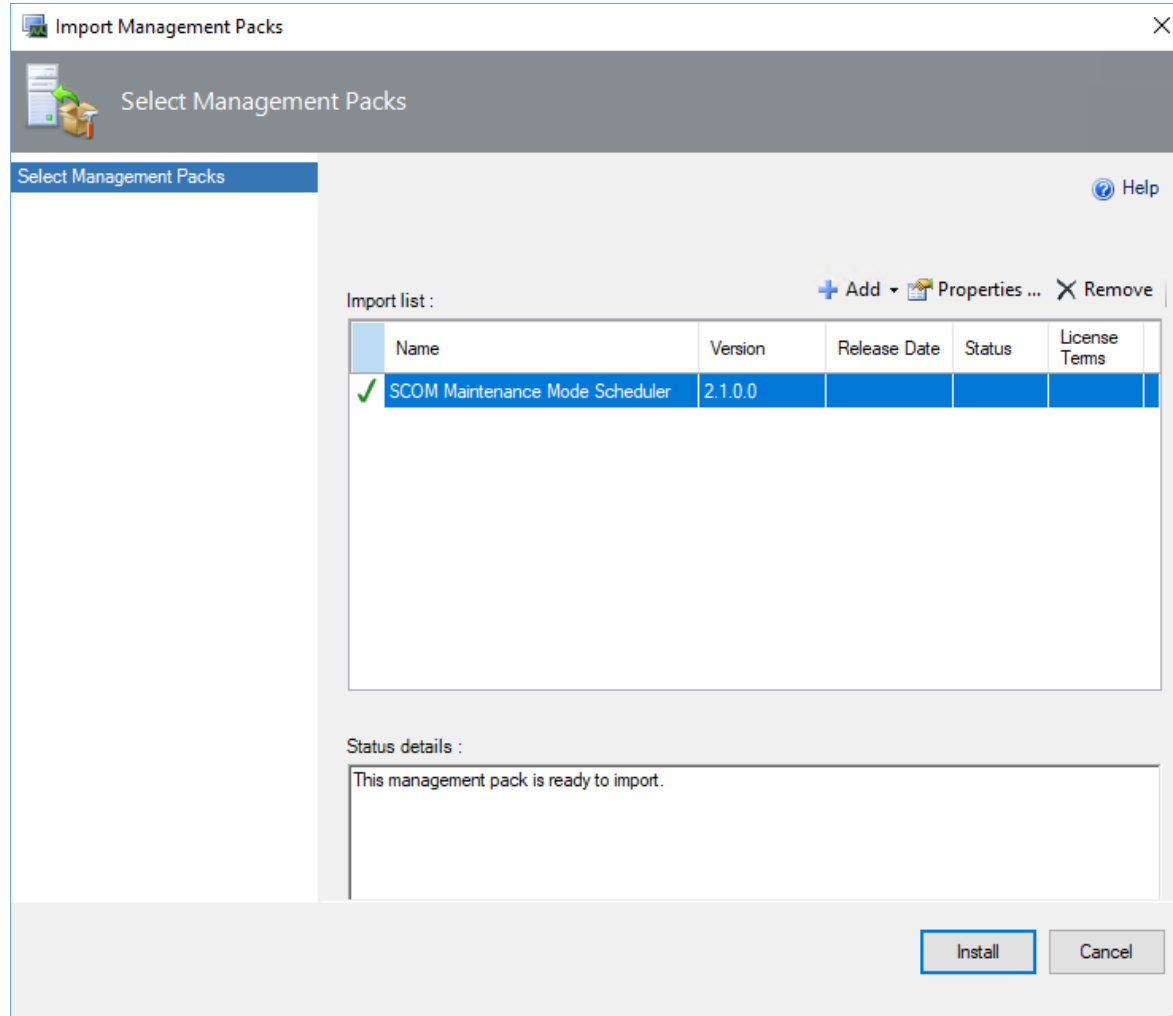 Import Management Packs
Select Management Packs
Select Management Packs
Help
Import list :
Add
Properties ...
Remove
Name
Version
Release Date
Status
License
Terms
SCOM Maintenance Mode Scheduler
2.1.0.0
Status details :
This management pack is ready to import.
Install
Cancel